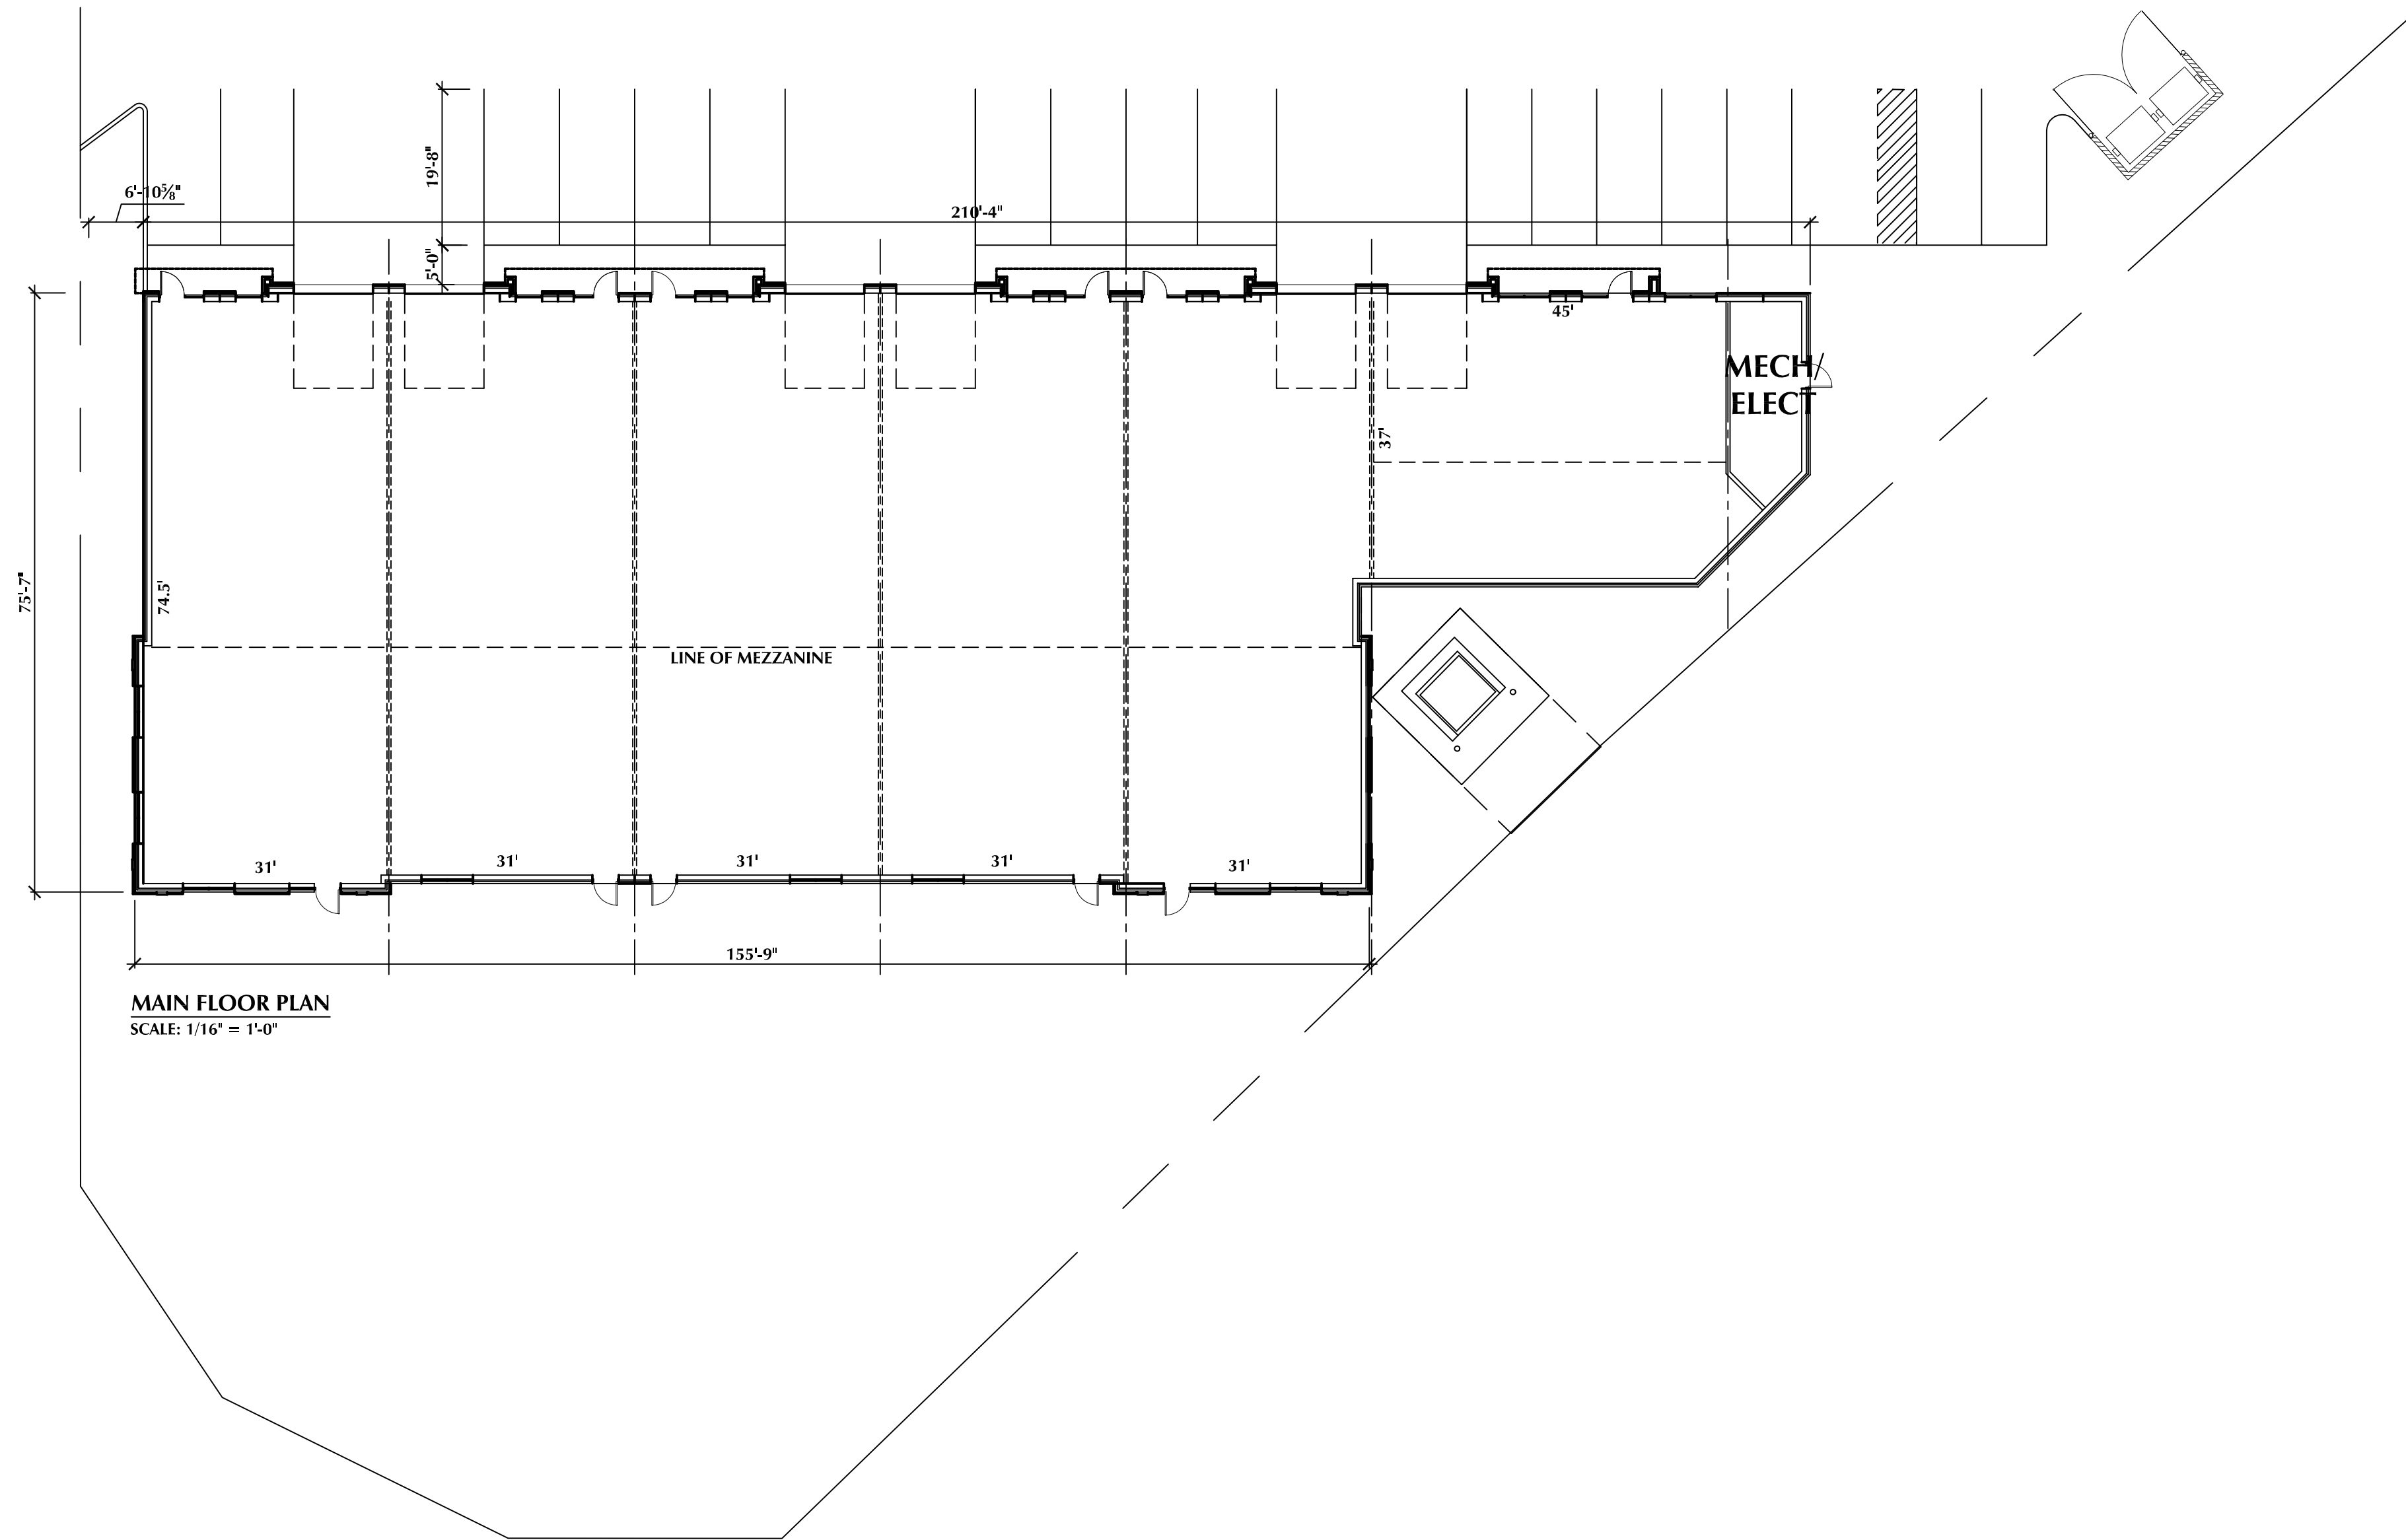 19'-8"
6'-10⅝"
210'-4"
5'-0"
45'
MECH/
ELECT
37'
75'-7"
74.5'
LINE OF MEZZANINE
31'
31'
31'
31'
31'
155'-9"
MAIN FLOOR PLAN
SCALE: 1/16" = 1'-0"